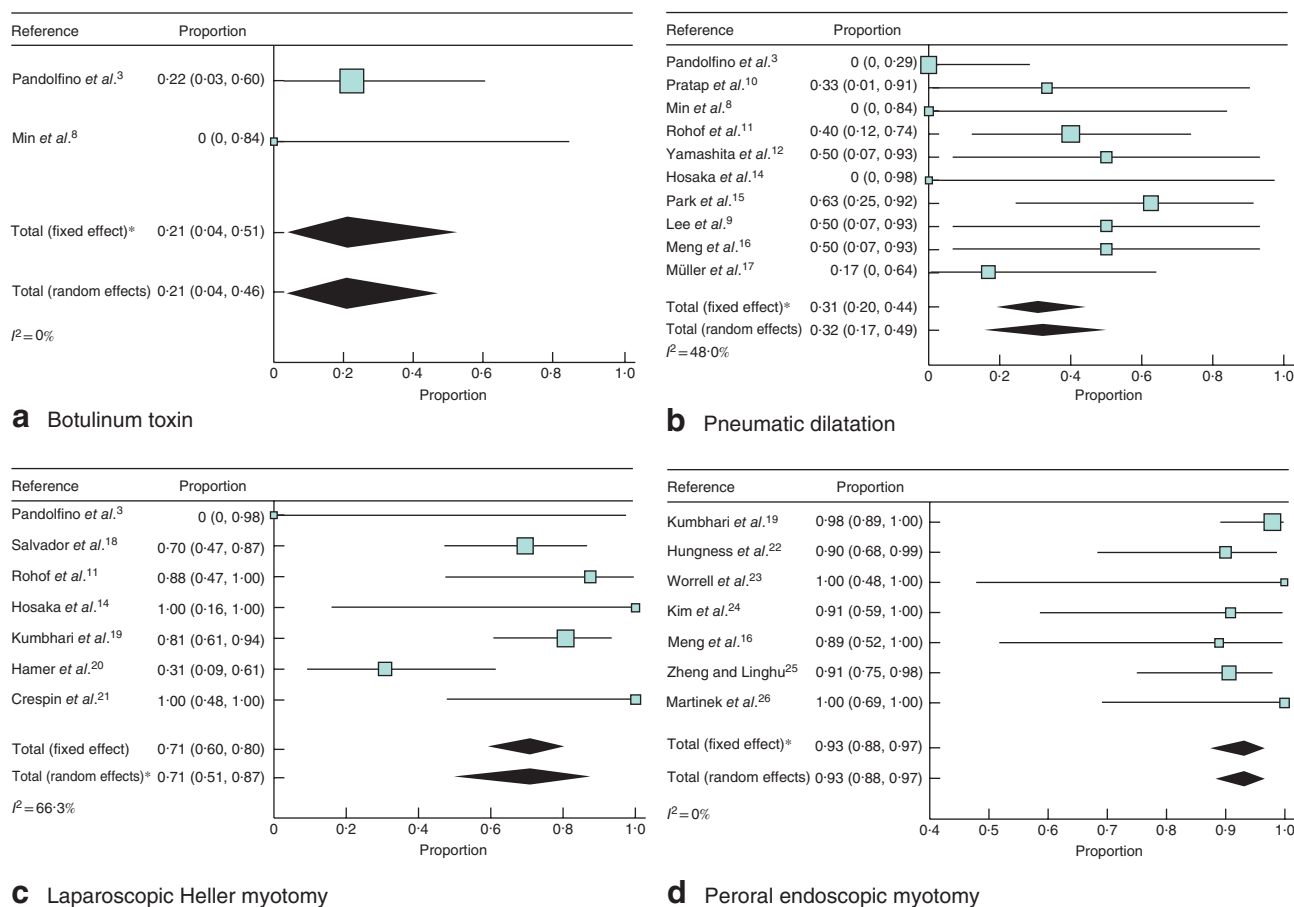 Reference Proportion
Pandolfino et al.3 0·22 (0·03, 0·60)
Min et al.8 0 (0, 0·84)
Total (fixed effect)* 0·21 (0·04, 0·51)
Total (random effects) 0·21 (0·04, 0·46)
I2 = 0%
0 0·2 0·4 0·6 0·8 1·0
Proportion
a Botulinum toxin
Reference Proportion
Pandolfino et al.3 0 (0, 0·29)
Pratap et al.10 0·33 (0·01, 0·91)
Min et al.8 0 (0, 0·84)
Rohof et al.11 0·40 (0·12, 0·74)
Yamashita et al.12 0·50 (0·07, 0·93)
Hosaka et al.14 0 (0, 0·98)
Park et al.15 0·63 (0·25, 0·92)
Lee et al.9 0·50 (0·07, 0·93)
Meng et al.16 0·50 (0·07, 0·93)
Müller et al.17 0·17 (0, 0·64)
Total (fixed effect)* 0·31 (0·20, 0·44)
Total (random effects) 0·32 (0·17, 0·49)
I2 = 48·0%
0 0·2 0·4 0·6 0·8 1·0
Proportion
b Pneumatic dilatation
Reference Proportion
Pandolfino et al.3 0 (0, 0·98)
Salvador et al.18 0·70 (0·47, 0·87)
Rohof et al.11 0·88 (0·47, 1·00)
Hosaka et al.14 1·00 (0·16, 1·00)
Kumbhari et al.19 0·81 (0·61, 0·94)
Hamer et al.20 0·31 (0·09, 0·61)
Crespin et al.21 1·00 (0·48, 1·00)
Total (fixed effect) 0·71 (0·60, 0·80)
Total (random effects)* 0·71 (0·51, 0·87)
I2 = 66·3%
0 0·2 0·4 0·6 0·8 1·0
Proportion
c Laparoscopic Heller myotomy
Reference Proportion
Kumbhari et al.19 0·98 (0·89, 1·00)
Hungness et al.22 0·90 (0·68, 0·99)
Worrell et al.23 1·00 (0·48, 1·00)
Kim et al.24 0·91 (0·59, 1·00)
Meng et al.16 0·89 (0·52, 1·00)
Zheng and Linghu25 0·91 (0·75, 0·98)
Martinek et al.26 1·00 (0·69, 1·00)
Total (fixed effect)* 0·93 (0·88, 0·97)
Total (random effects) 0·93 (0·88, 0·97)
I2 = 0%
0·4 0·5 0·6 0·7 0·8 0·9 1·0
Proportion
d Peroral endoscopic myotomy